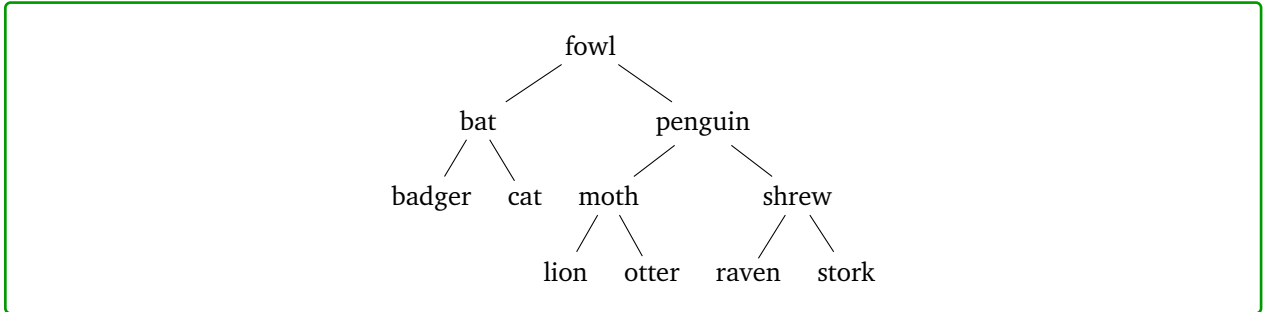 fowl
bat penguin
badger cat moth shrew
lion otter raven stork